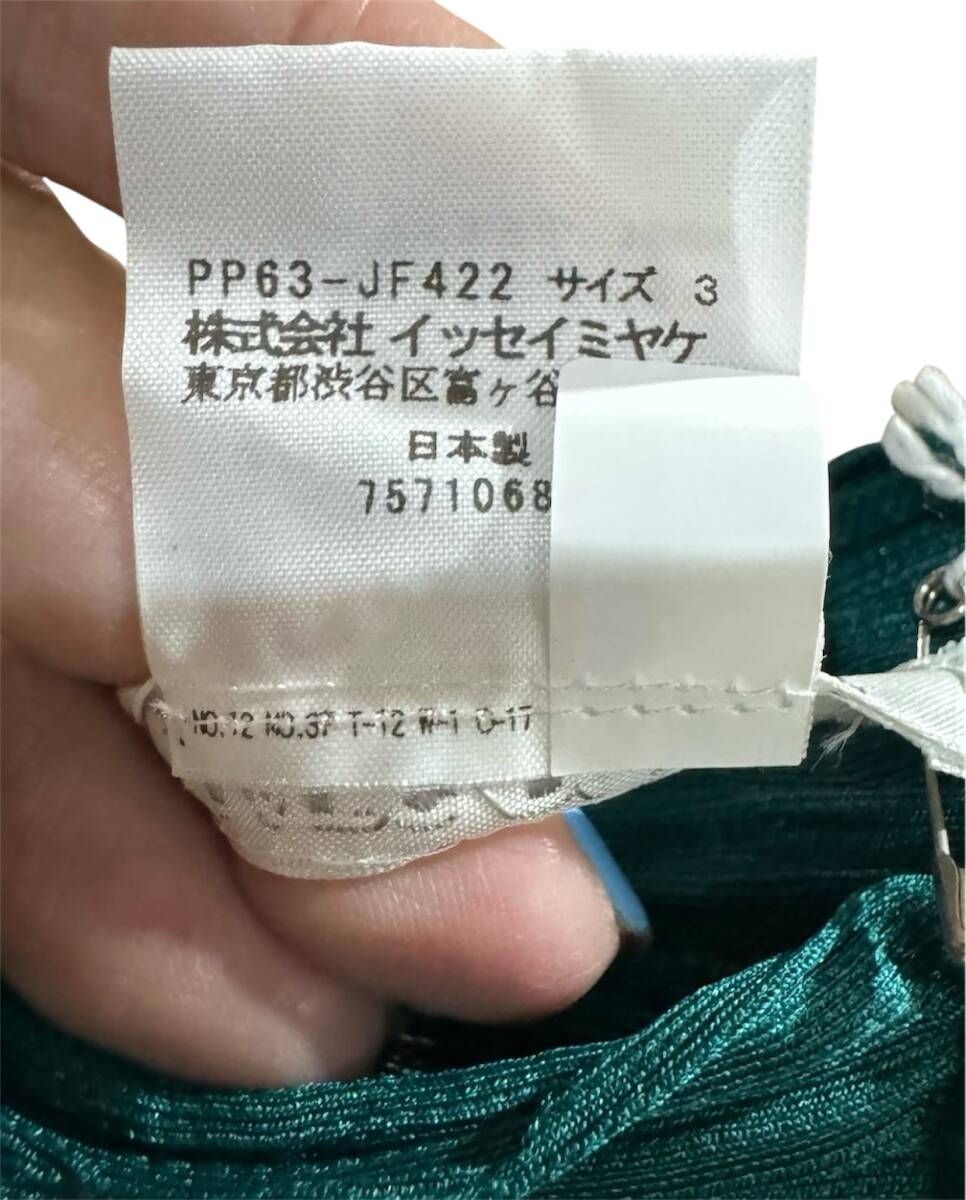 PP63-JF422 サイズ 3
株式会社 イッセイミヤケ
東京都渋谷区富ヶ谷
日本製
7571068
NO.12 NO.37 T-12 W-1 O-17